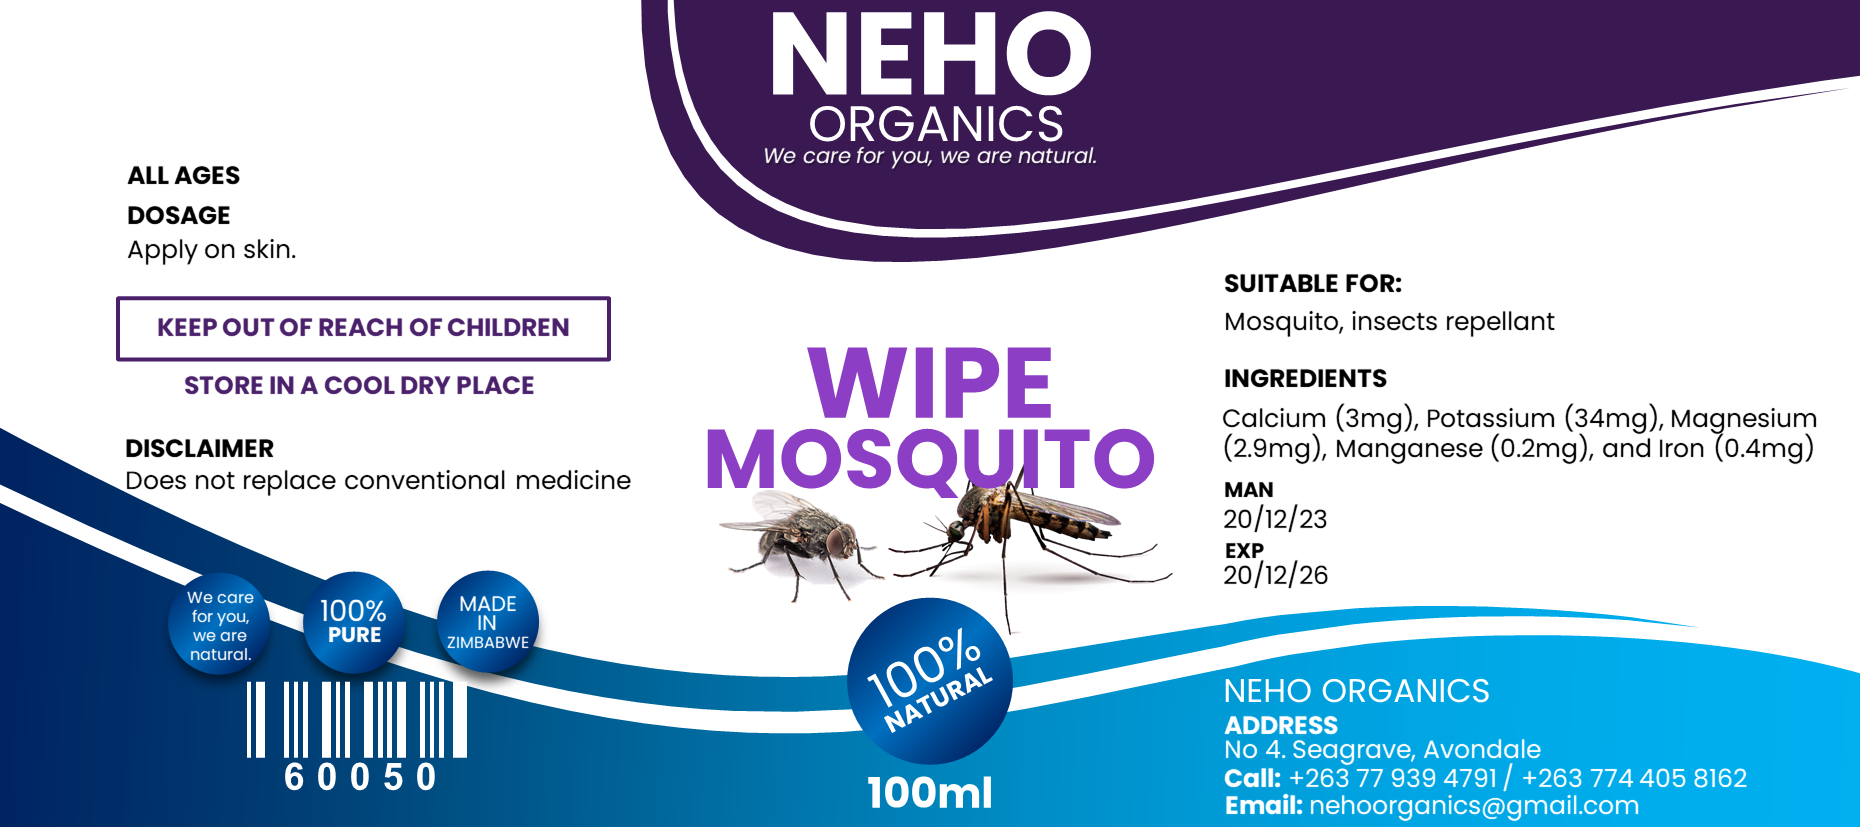 NEHO
ORGANICS
We care for you, we are natural.
ALL AGES
DOSAGE
Apply on skin.
KEEP OUT OF REACH OF CHILDREN
STORE IN A COOL DRY PLACE
DISCLAIMER
Does not replace conventional medicine
We care
for you,
we are
natural.
100%
PURE
MADE
IN
ZIMBABWE
60050
WIPE
MOSQUITO
100%
NATURAL
100ml
SUITABLE FOR:
Mosquito, insects repellant
INGREDIENTS
Calcium (3mg), Potassium (34mg), Magnesium
(2.9mg), Manganese (0.2mg), and Iron (0.4mg)
MAN
20/12/23
EXP
20/12/26
NEHO ORGANICS
ADDRESS
No 4. Seagrave, Avondale
Call: +263 77 939 4791 / +263 774 405 8162
Email: nehoorganics@gmail.com